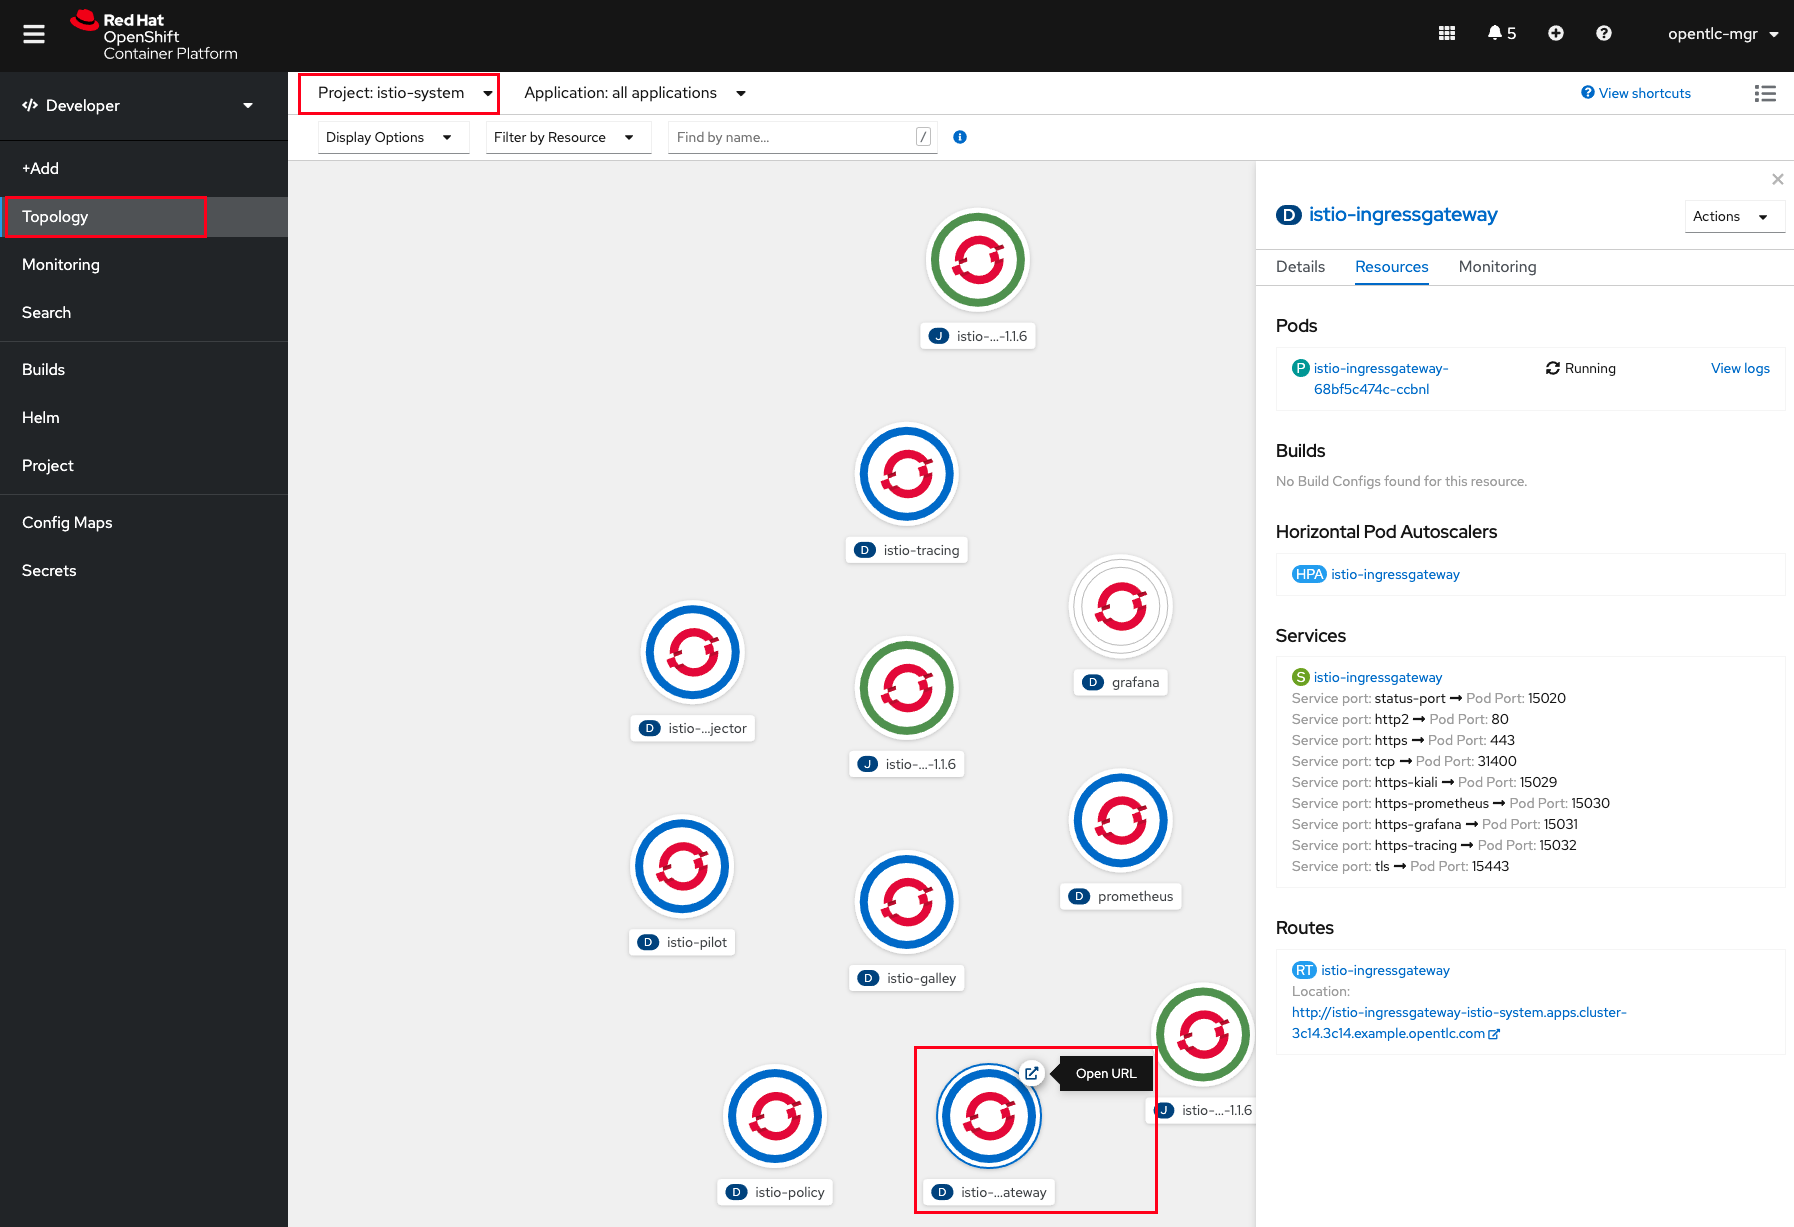 Red Hat
OpenShift
Container Platform
5
opentlc-mgr
Developer
+Add
Topology
Monitoring
Search
Builds
Helm
Project
Config Maps
Secrets
Project: istio-system
Application: all applications
View shortcuts
Display Options
Filter by Resource
Find by name...
/
J istio-...-1.1.6
D istio-tracing
D grafana
D istio-...jector
J istio-...-1.1.6
D prometheus
D istio-pilot
D istio-galley
Open URL
J istio-...-1.1.6
D istio-policy
D istio-...ateway
D istio-ingressgateway
Actions
Details
Resources
Monitoring
Pods
P istio-ingressgateway-
68bf5c474c-ccbnl
Running
View logs
Builds
No Build Configs found for this resource.
Horizontal Pod Autoscalers
HPA istio-ingressgateway
Services
S istio-ingressgateway
Service port: status-port → Pod Port: 15020
Service port: http2 → Pod Port: 80
Service port: https → Pod Port: 443
Service port: tcp → Pod Port: 31400
Service port: https-kiali → Pod Port: 15029
Service port: https-prometheus → Pod Port: 15030
Service port: https-grafana → Pod Port: 15031
Service port: https-tracing → Pod Port: 15032
Service port: tls → Pod Port: 15443
Routes
RT istio-ingressgateway
Location:
http://istio-ingressgateway-istio-system.apps.cluster-
3c14.3c14.example.opentlc.com